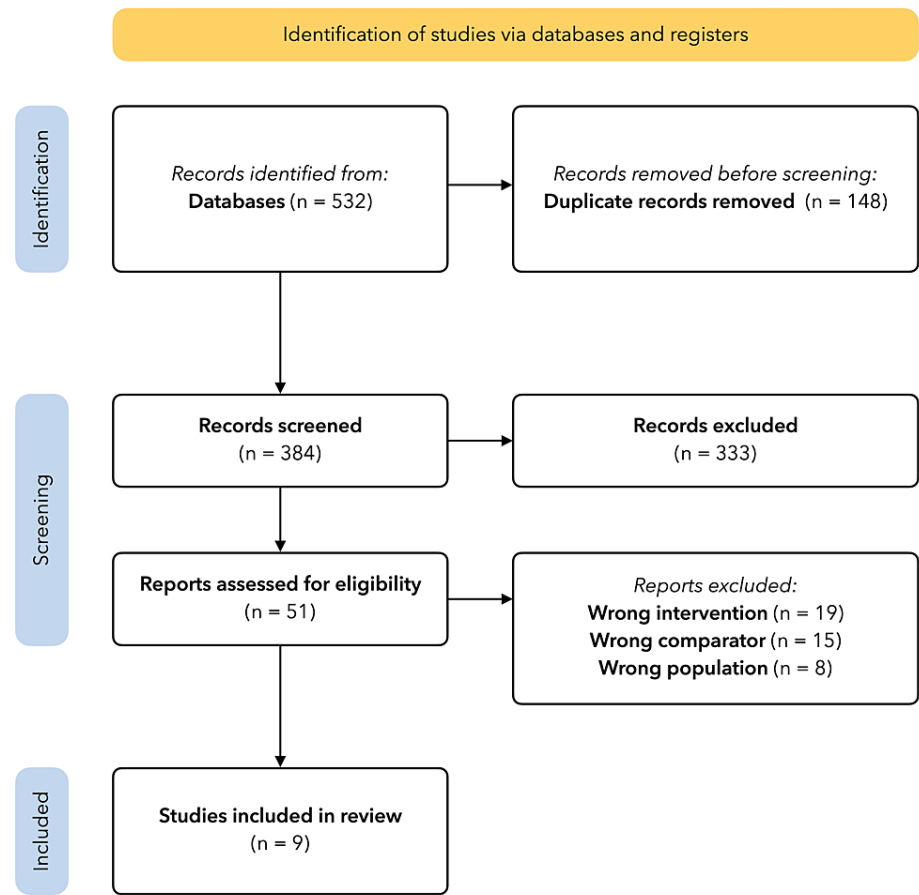 Identification of studies via databases and registers
Identification
Records identified from:
Databases (n = 532)
Records removed before screening:
Duplicate records removed (n = 148)
Screening
Records screened
(n = 384)
Records excluded
(n = 333)
Reports assessed for eligibility
(n = 51)
Reports excluded:
Wrong intervention (n = 19)
Wrong comparator (n = 15)
Wrong population (n = 8)
Included
Studies included in review
(n = 9)